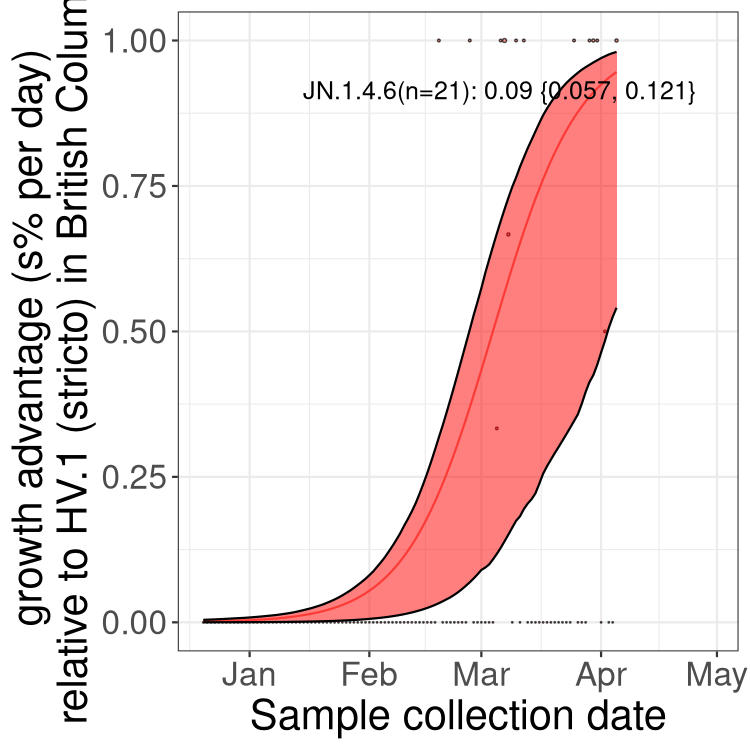 growth advantage (s% per day)
relative to HV.1 (stricto) in British Colum
1.00
0.75
0.50
0.25
0.00
JN.1.4.6(n=21): 0.09 {0.057, 0.121}
Jan Feb Mar Apr May
Sample collection date